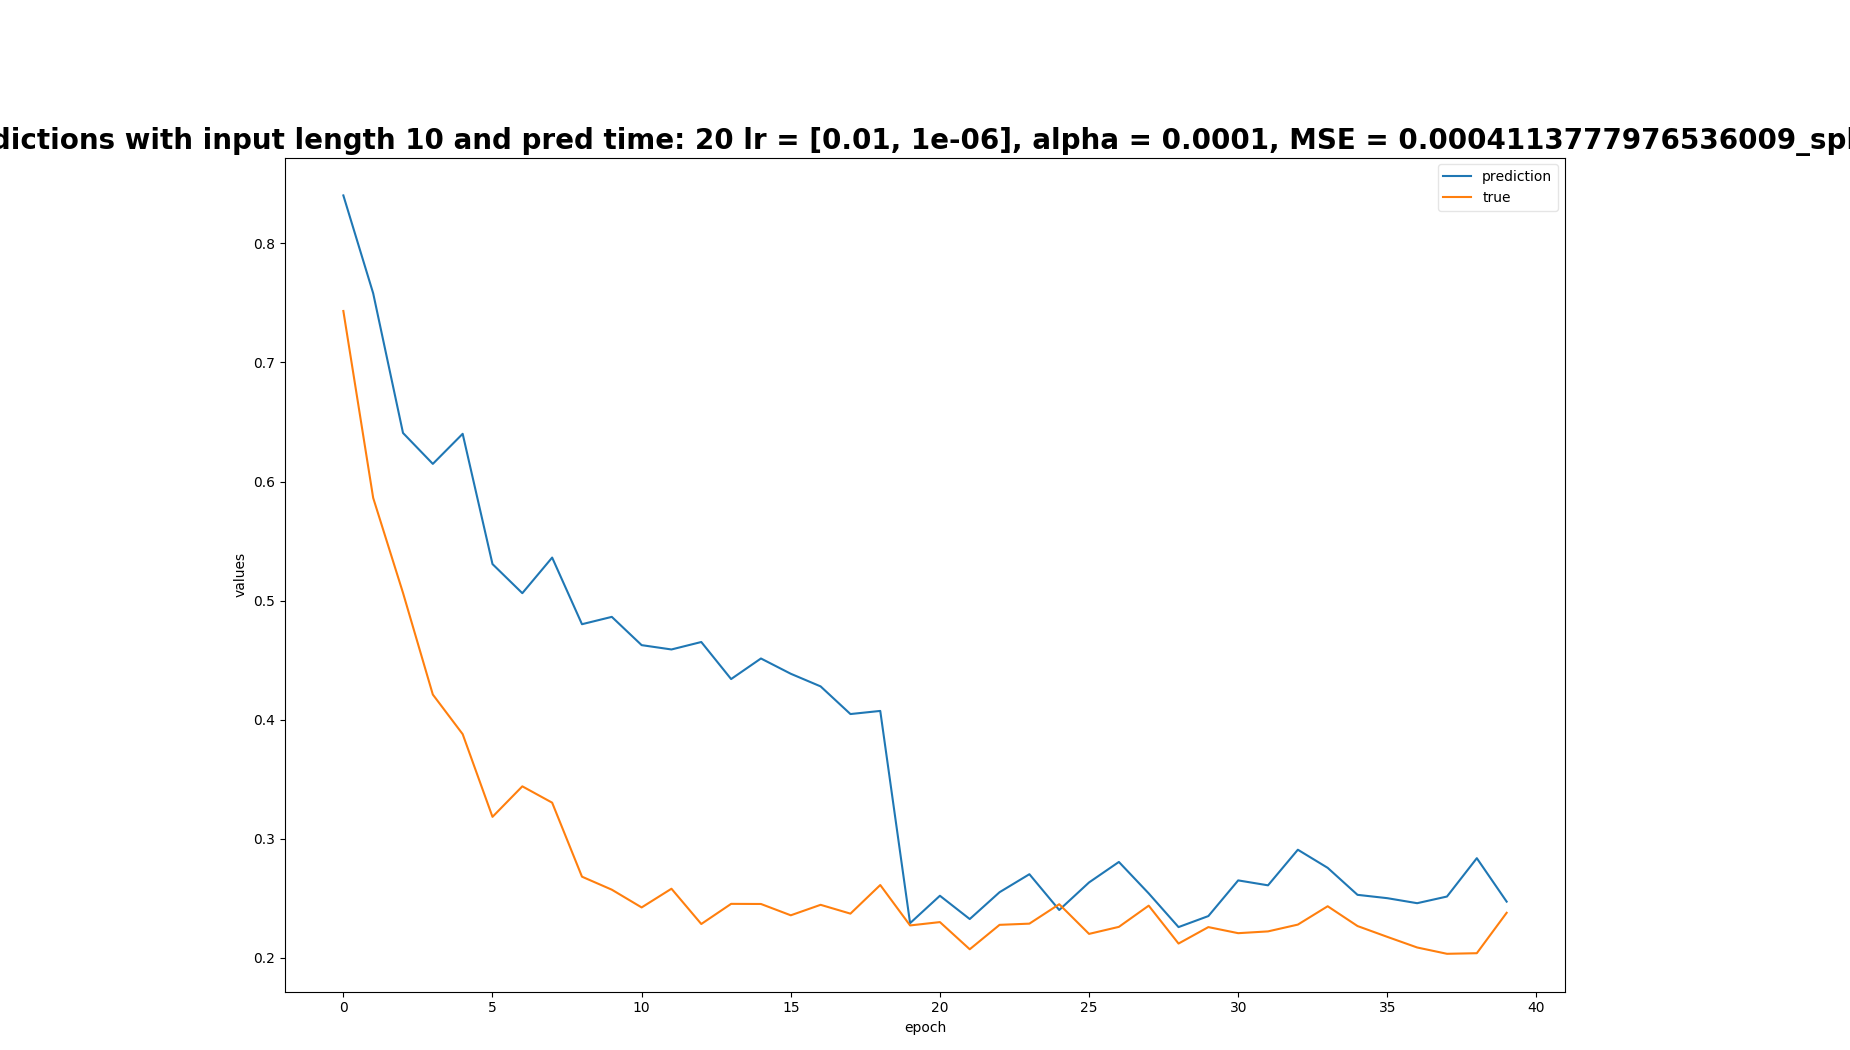 dictions with input length 10 and pred time: 20 lr = [0.01, 1e-06], alpha = 0.0001, MSE = 0.0004113777976536009_spl
prediction
true
0.8
0.7
0.6
0.5
0.4
0.3
0.2
values
0 5 10 15 20 25 30 35 40
epoch